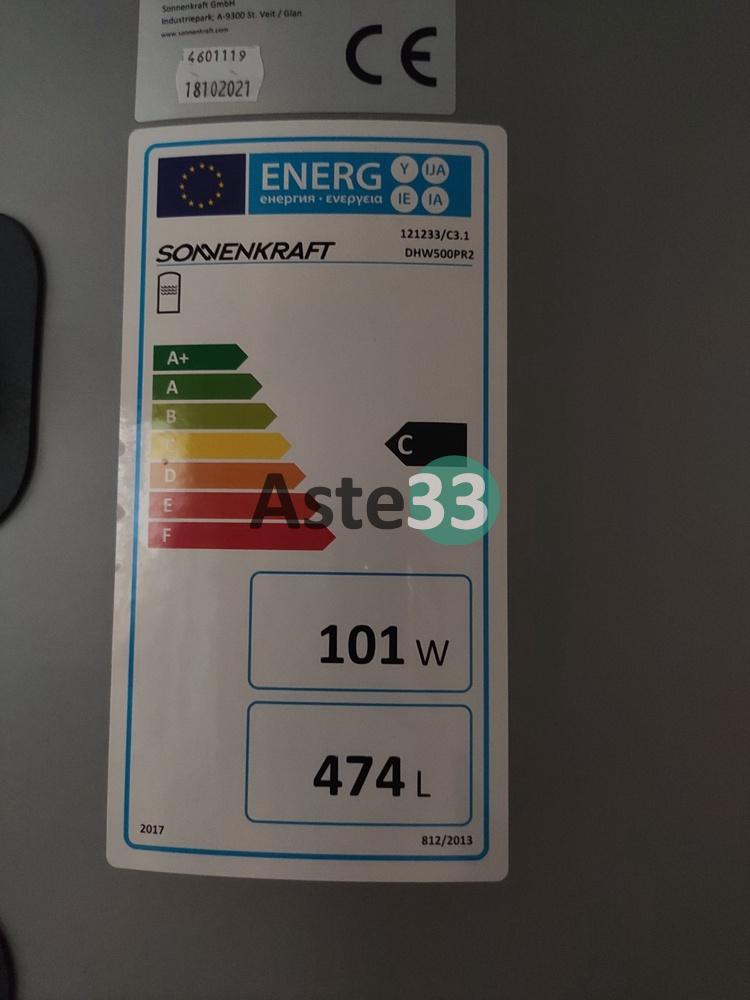 Sonnenkraft GmbH
Industriepark; A-9300 St. Veit / Glan
www.sonnenkraft.com
4601119
18102021
CE
ENERG
енергия · ενεργεια
Y IJA
IE IA
SONNENKRAFT
121233/C3.1
DHW500PR2
A+
A
B
C
D
E
F
C
Aste33
101 W
474 L
2017
812/2013